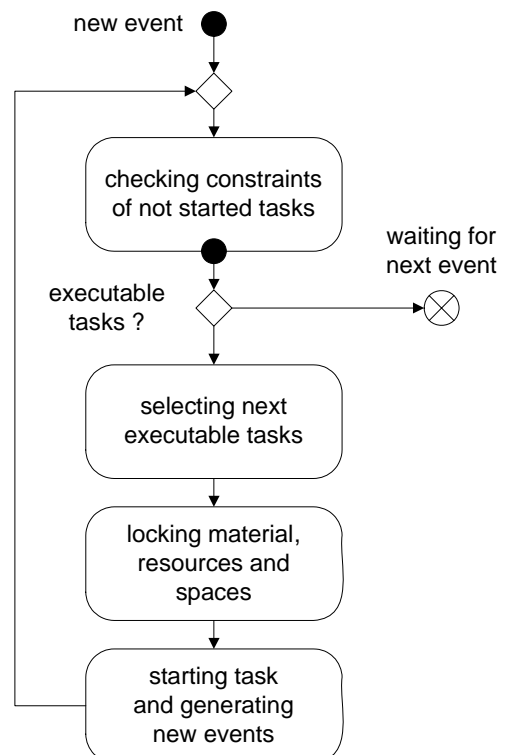 new event
checking constraints
of not started tasks
waiting for
next event
executable
tasks ?
selecting next
executable tasks
locking material,
resources and
spaces
starting task
and generating
new events